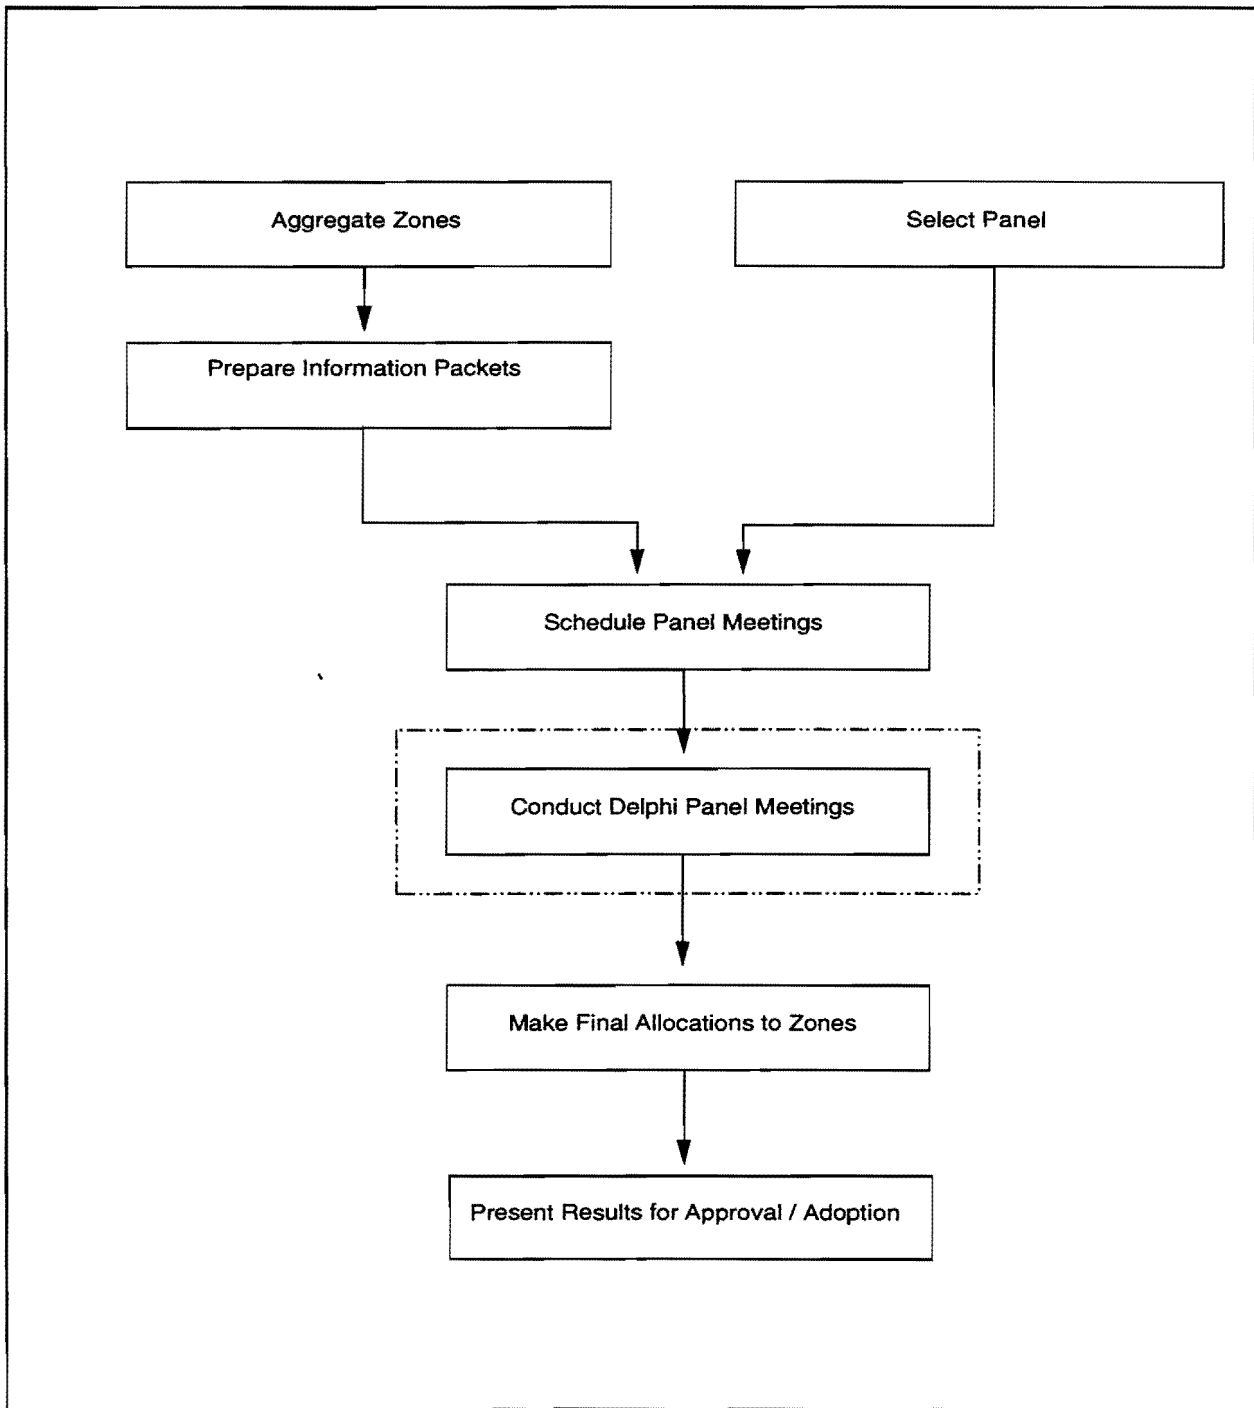 Aggregate Zones
Select Panel
Prepare Information Packets
Schedule Panel Meetings
Conduct Delphi Panel Meetings
Make Final Allocations to Zones
Present Results for Approval / Adoption